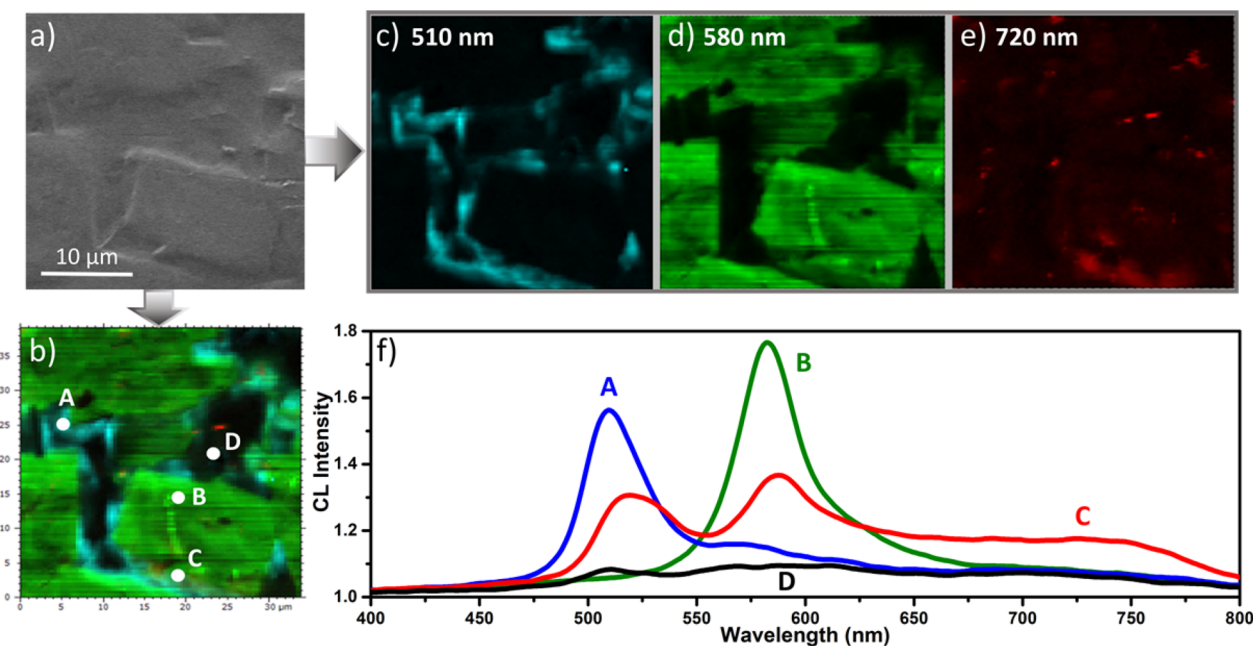 a)
10 µm
c) 510 nm
d) 580 nm
e) 720 nm
b)
A
D
B
C
35
30
25
20
15
10
5
0
0 5 10 15 20 25 30 µm
f)
CL Intensity
1.8
1.6
1.4
1.2
1.0
A
B
C
D
400 450 500 550 600 650 700 750 800
Wavelength (nm)